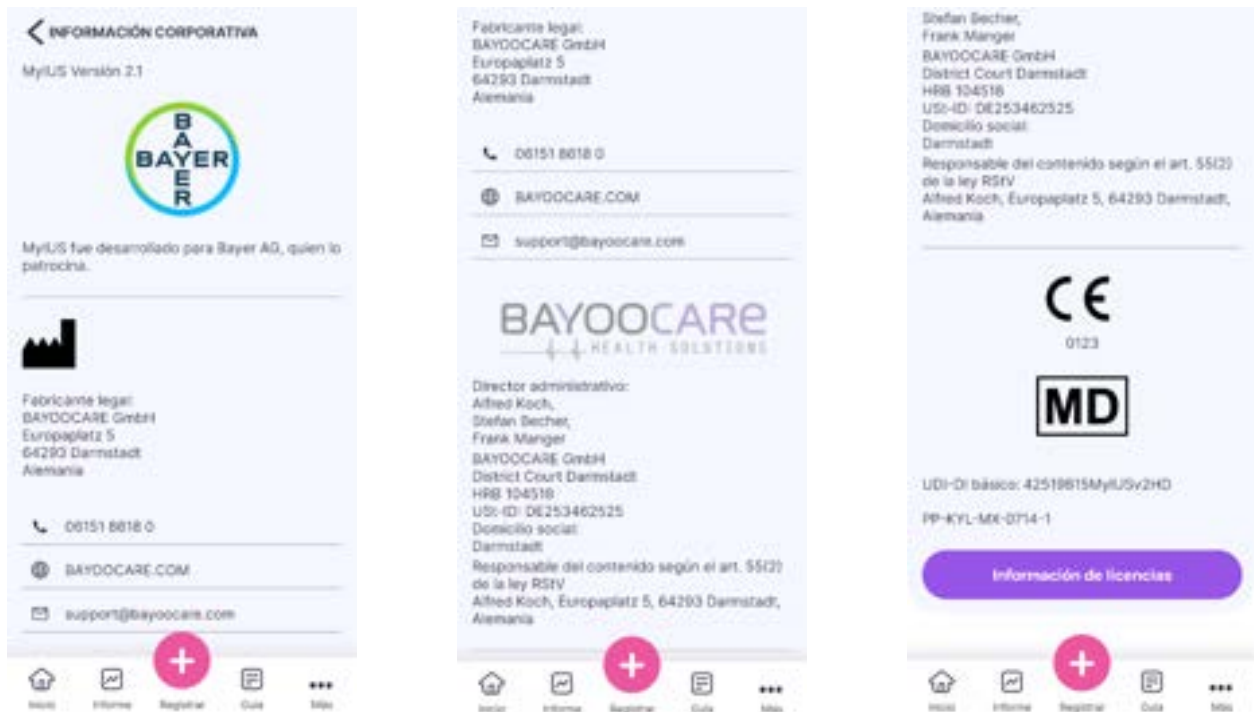 INFORMACIÓN CORPORATIVA
MyIUS Versión 2.1
BAYER
BAYER
MyIUS fue desarrollado para Bayer AG, quien lo
patrocina.
Fabricante legal:
BAYOOCARE GmbH
Europaplatz 5
64293 Darmstadt
Alemania
06151 8618 0
BAYOOCARE.COM
support@bayoocare.com
Inicio
Informe
Registrar
Guía
Más
Fabricante legal:
BAYOOCARE GmbH
Europaplatz 5
64293 Darmstadt
Alemania
06151 8618 0
BAYOOCARE.COM
support@bayoocare.com
BAYOOCARE
HEALTH SOLUTIONS
Director administrativo:
Alfred Koch,
Stefan Becher,
Frank Manger
BAYOOCARE GmbH
District Court Darmstadt
HRB 104518
USt-ID: DE253462525
Domicilio social:
Darmstadt
Responsable del contenido según el art. 55(2)
de la ley RStV
Alfred Koch, Europaplatz 5, 64293 Darmstadt,
Alemania
Inicio
Informe
Registrar
Guía
Más
Stefan Becher,
Frank Manger
BAYOOCARE GmbH
District Court Darmstadt
HRB 104518
USt-ID: DE253462525
Domicilio social:
Darmstadt
Responsable del contenido según el art. 55(2)
de la ley RStV
Alfred Koch, Europaplatz 5, 64293 Darmstadt,
Alemania
CE
0123
MD
UDI-DI básico: 42519815MyIUSv2HD
PP-KYL-MX-0714-1
Información de licencias
Inicio
Informe
Registrar
Guía
Más